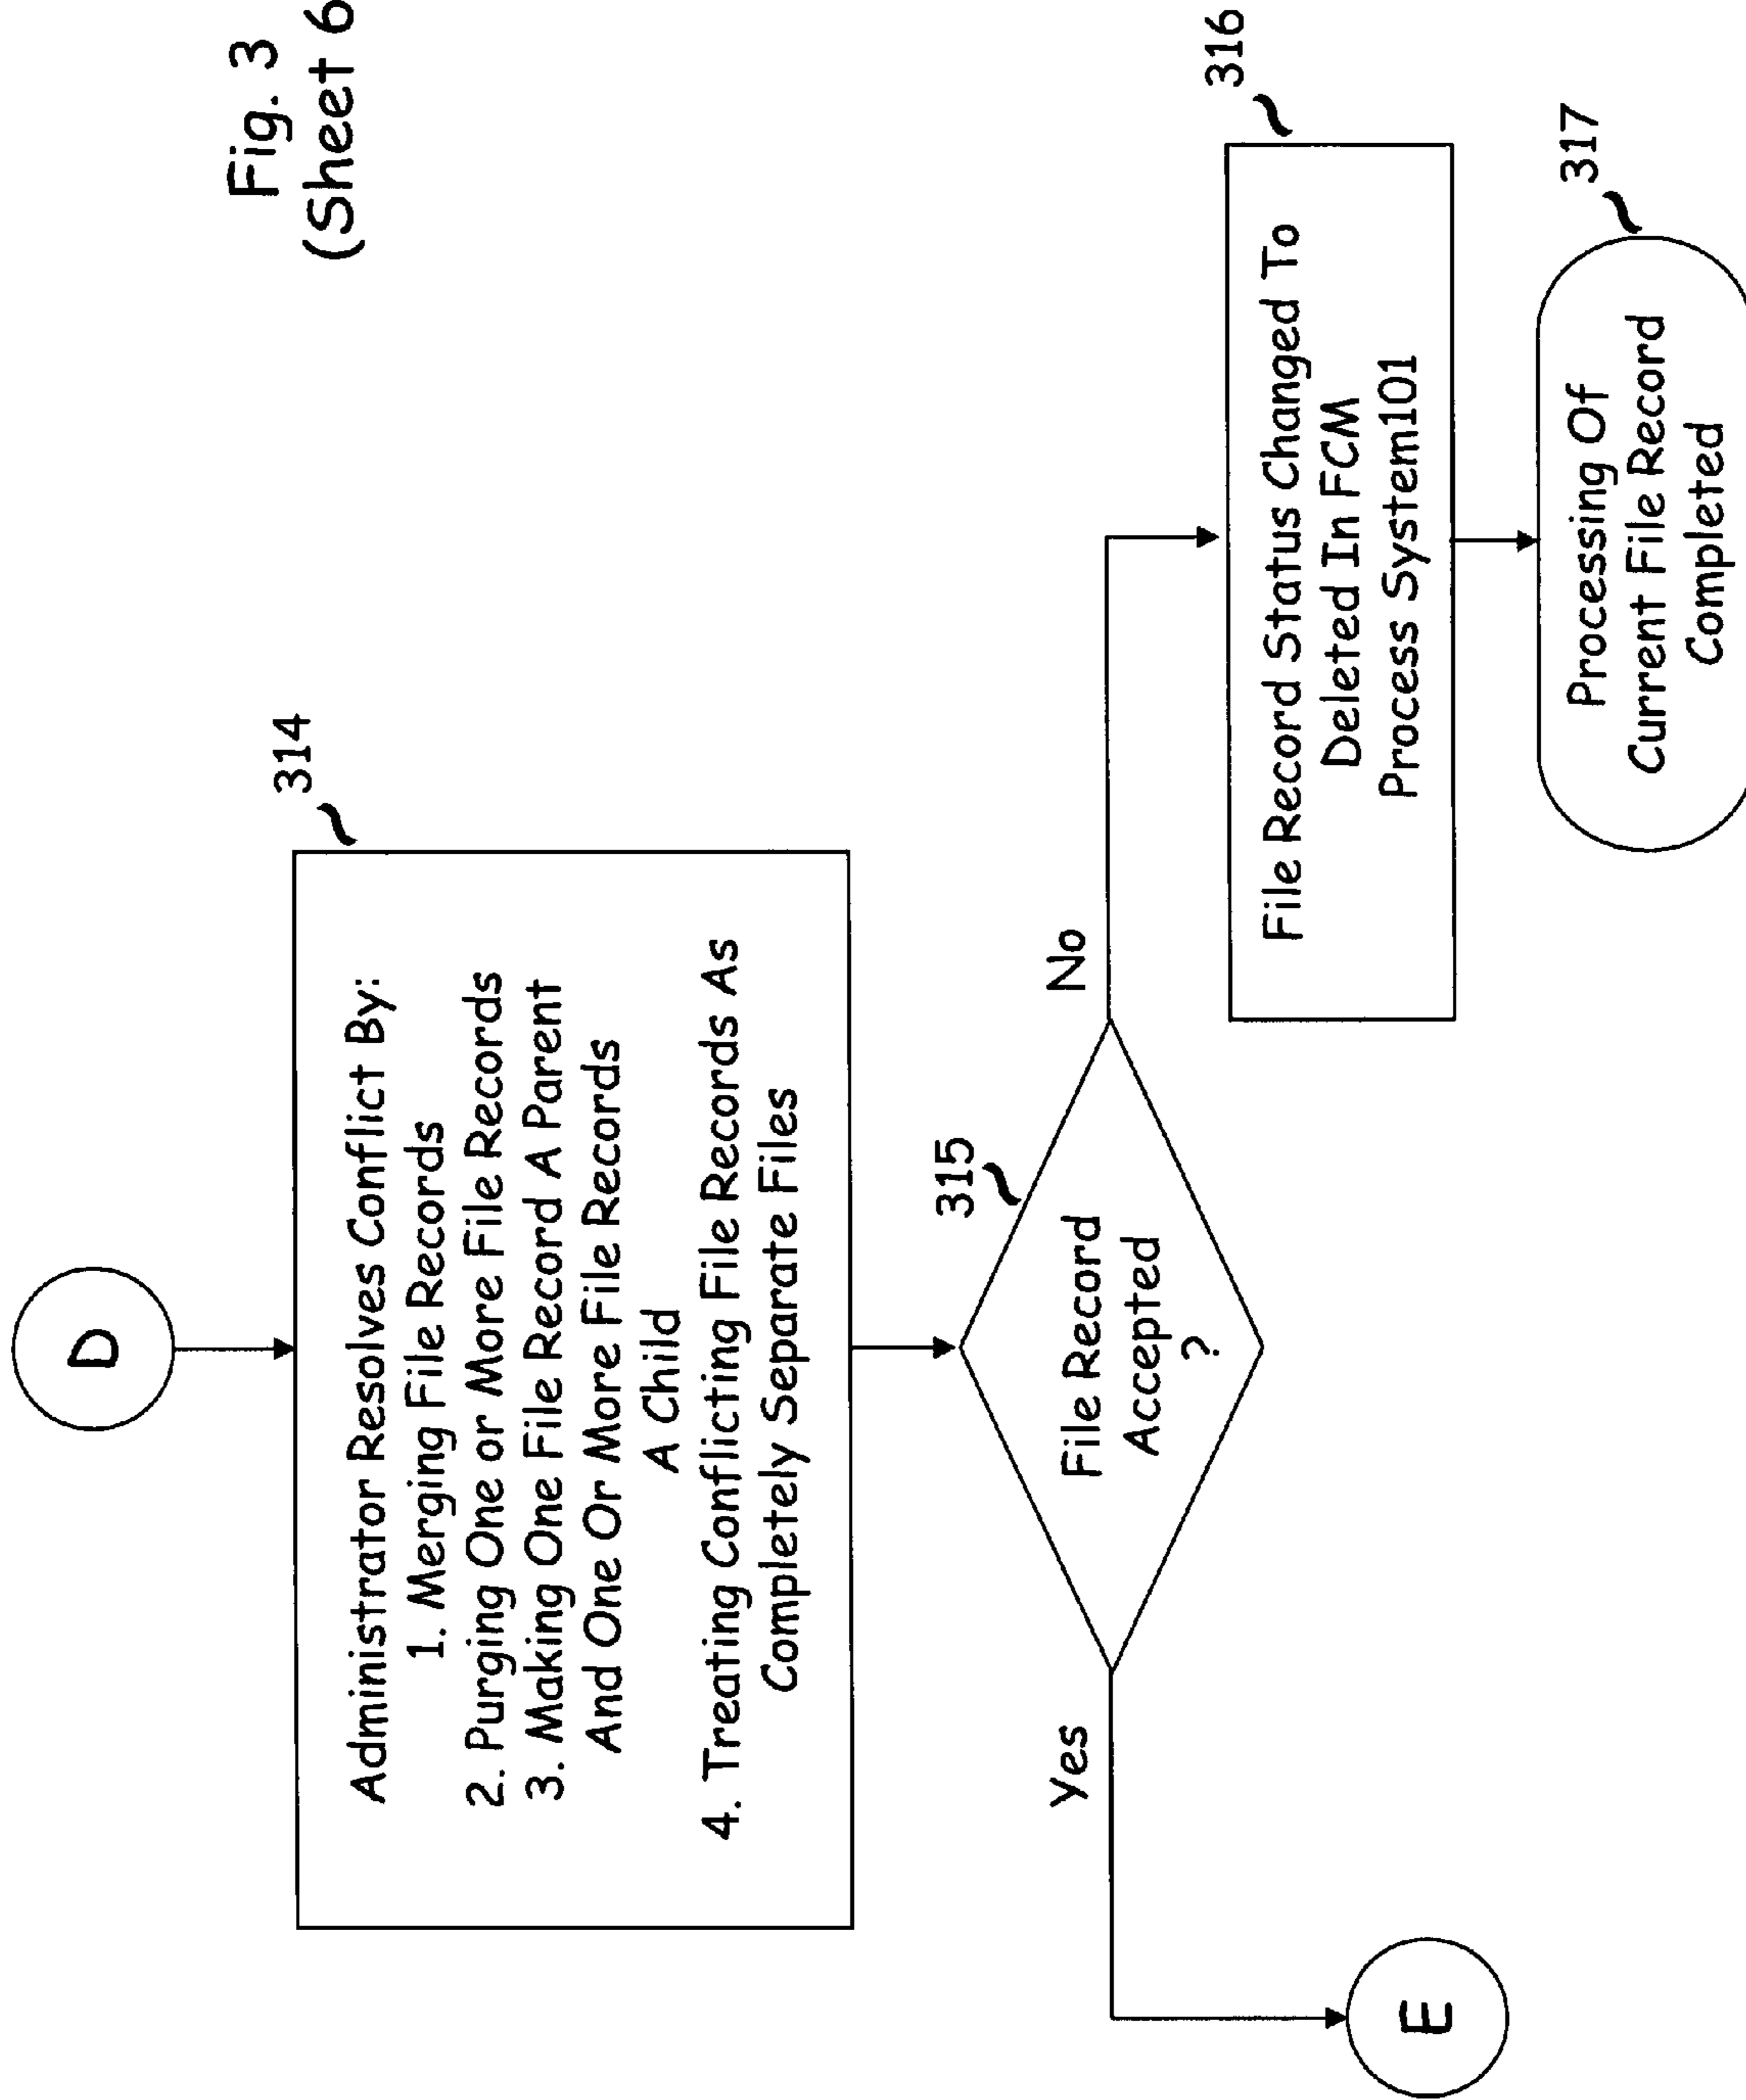 Fig. 3
(Sheet 6
D
314
Administrator Resolves Conflict By:
1. Merging File Records
2. Purging One or More File Records
3. Making One File Record A Parent
And One Or More File Records
A Child
4. Treating Conflicting File Records As
Completely Separate Files
315
File Record
Accepted
?
Yes
No
E
316
File Record Status Changed To
Deleted In FCM
Process System101
317
Processing Of
Current File Record
Completed